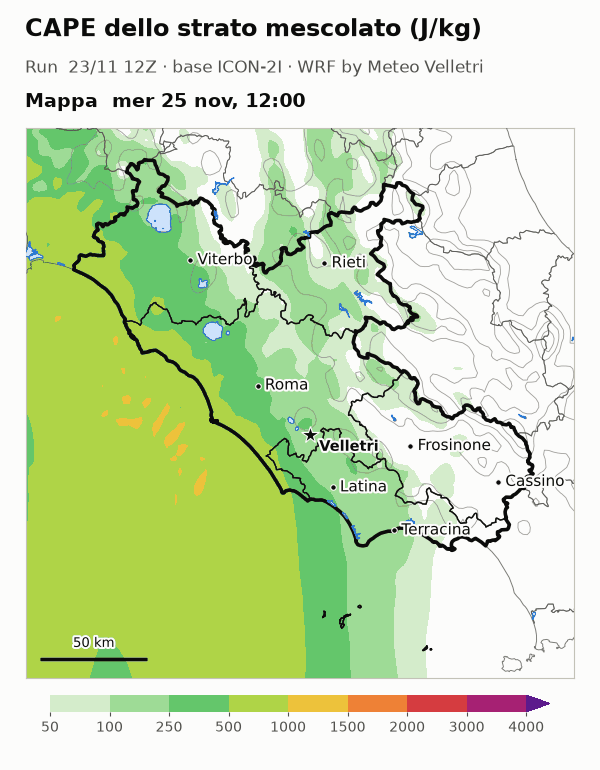 CAPE dello strato mescolato (J/kg)
Run  23/11 12Z · base ICON-2I · WRF by Meteo Velletri
Mappa  mer 25 nov, 12:00
Viterbo
Rieti
Roma
Velletri
Frosinone
Cassino
Latina
Terracina
50 km
50 100 250 500 1000 1500 2000 3000 4000